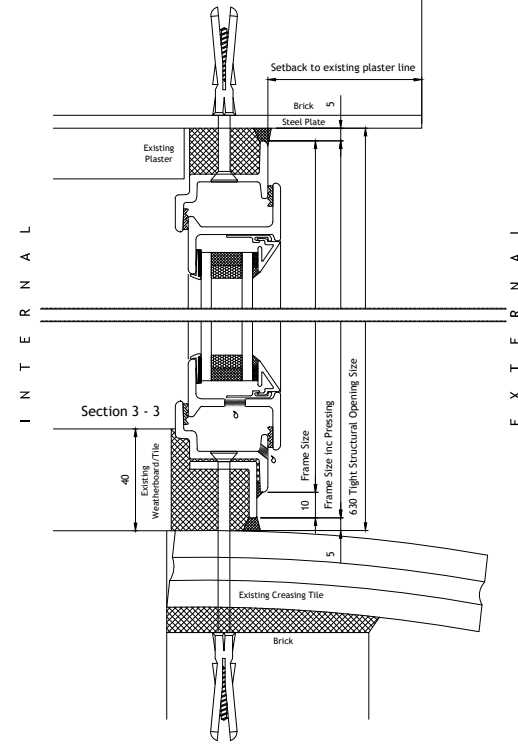 Setback to existing plaster line
Brick
5
Steel Plate
Existing
Plaster
INTERNAL
EXTERNAL
Section 3 - 3
40
Existing
Weatherboard/Tile
Frame Size
10
Frame Size inc Pressing
630 Tight Structural Opening Size
5
Existing Creasing Tile
Brick